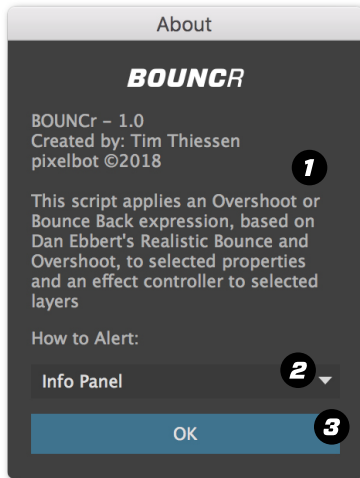 About
BOUNCR
BOUNCr – 1.0
Created by: Tim Thiessen
pixelbot ©2018
1
This script applies an Overshoot or
Bounce Back expression, based on
Dan Ebbert's Realistic Bounce and
Overshoot, to selected properties
and an effect controller to selected
layers
How to Alert:
Info Panel
2
OK
3